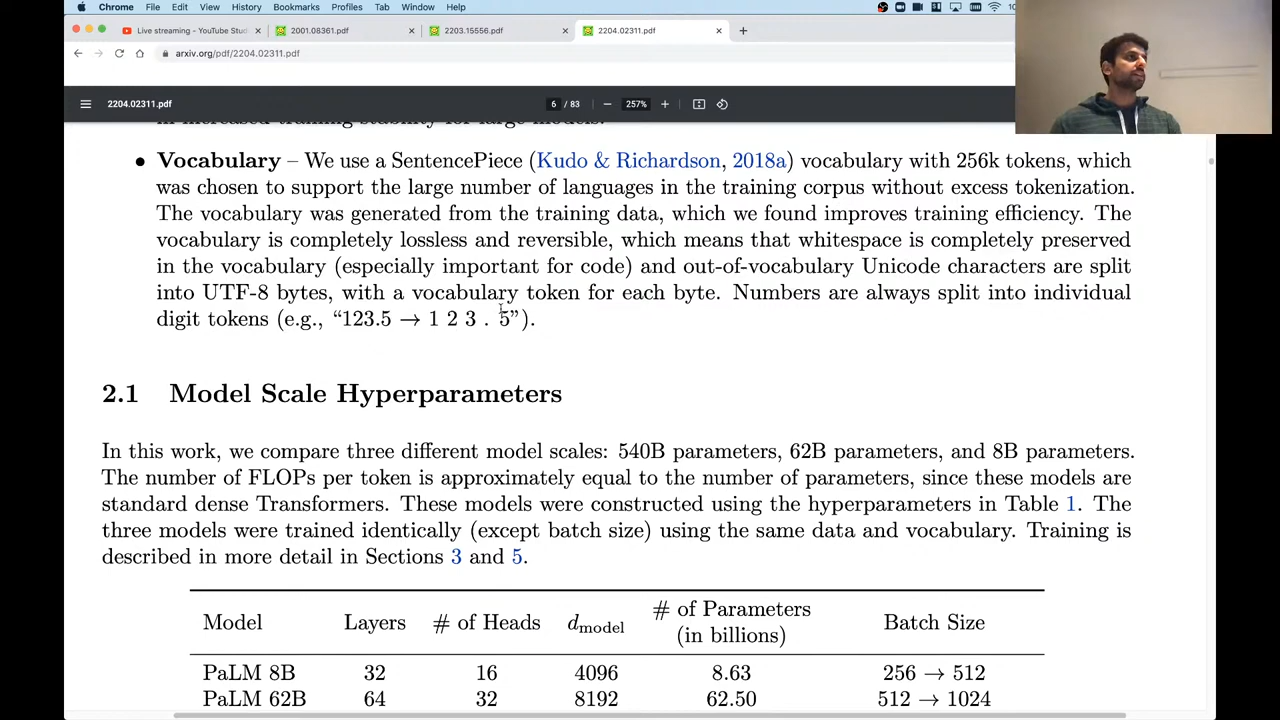 Chrome File Edit View History Bookmarks Profiles Tab Window Help
Live streaming - YouTube Stud
2001.08361.pdf
2203.15556.pdf
2204.02311.pdf
arxiv.org/pdf/2204.02311.pdf
2204.02311.pdf
6 / 83
257%
in increased training stability for large models.
• Vocabulary – We use a SentencePiece (Kudo & Richardson, 2018a) vocabulary with 256k tokens, which
was chosen to support the large number of languages in the training corpus without excess tokenization.
The vocabulary was generated from the training data, which we found improves training efficiency. The
vocabulary is completely lossless and reversible, which means that whitespace is completely preserved
in the vocabulary (especially important for code) and out-of-vocabulary Unicode characters are split
into UTF-8 bytes, with a vocabulary token for each byte. Numbers are always split into individual
digit tokens (e.g., “123.5 → 1 2 3 . 5”).
2.1 Model Scale Hyperparameters
In this work, we compare three different model scales: 540B parameters, 62B parameters, and 8B parameters.
The number of FLOPs per token is approximately equal to the number of parameters, since these models are
standard dense Transformers. These models were constructed using the hyperparameters in Table 1. The
three models were trained identically (except batch size) using the same data and vocabulary. Training is
described in more detail in Sections 3 and 5.
Model Layers # of Heads dmodel # of Parameters (in billions) Batch Size
PaLM 8B 32 16 4096 8.63 256 → 512
PaLM 62B 64 32 8192 62.50 512 → 1024